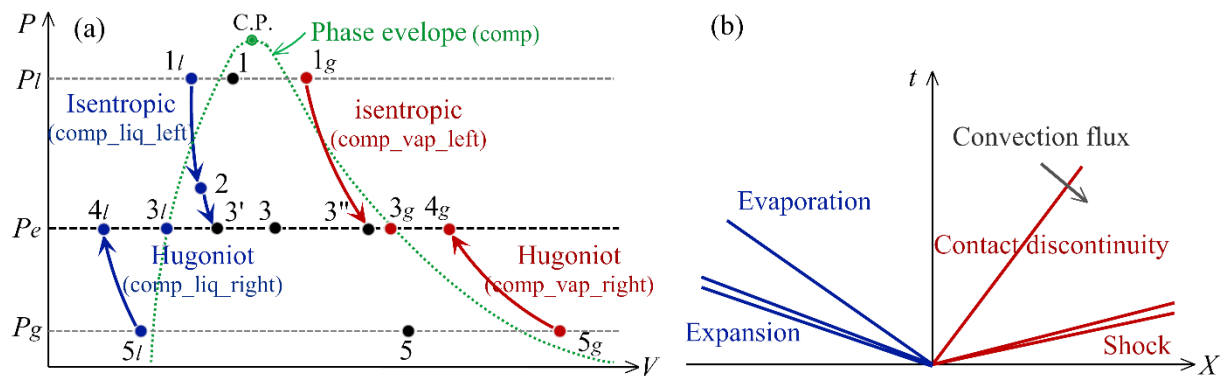 P
(a)
C.P.
Phase evelope (comp)
1l
1
1g
Pl
Isentropic
(comp_liq_left)
isentropic
(comp_vap_left)
2
4l
3l
3'
3
3"
3g
4g
Pe
Hugoniot
(comp_liq_right)
Hugoniot
(comp_vap_right)
Pg
5l
5
5g
V
(b)
t
Convection flux
Evaporation
Contact discontinuity
Expansion
Shock
X